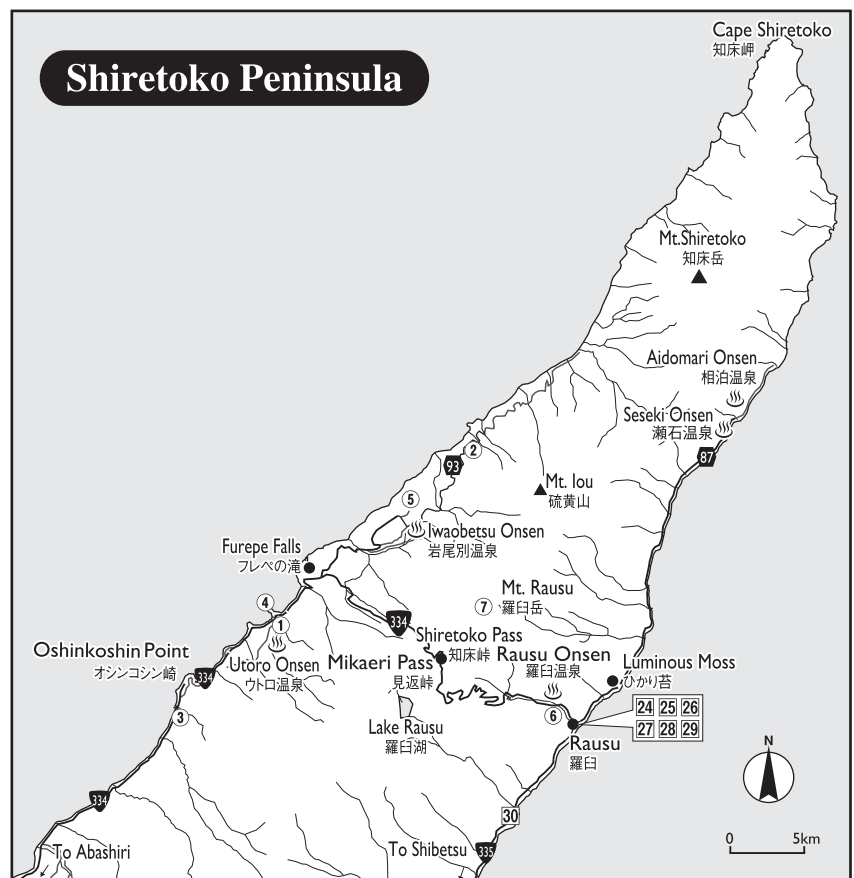 Cape Shiretoko
知床岬
Shiretoko Peninsula
Mt.Shiretoko
知床岳
Aidomari Onsen
相泊温泉
Seseki Onsen
瀬石温泉
2
93
87
Mt. Iou
硫黄山
5
Iwaobetsu Onsen
岩尾別温泉
Furepe Falls
フレペの滝
Mt. Rausu
7
羅臼岳
4
334
1
Shiretoko Pass
知床峠
Oshinkoshin Point
オシンコシン崎
334
Utoro Onsen
ウトロ温泉
Mikaeri Pass
見返峠
Rausu Onsen
羅臼温泉
Luminous Moss
ひかり苔
3
Lake Rausu
羅臼湖
6
24 25 26
27 28 29
Rausu
羅臼
N
334
30
0 5km
To Abashiri
To Shibetsu
335